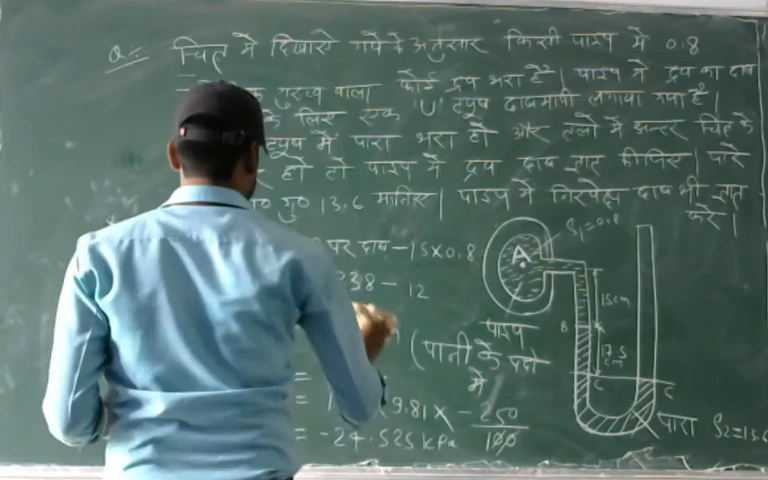 Q:- चित्र में दिखाये गये के अनुसार किसी पाइप में 0.8
गुरुत्व वाला कोई द्रव भरा है। पाइप में द्रव का दाब
के लिए एक 'U' ट्यूब दाबमापी लगाया गया है।
ट्यूब में पारा भरा हो और तलों में अन्तर चित्र के
हो तो पाइप में द्रव दाब ज्ञात कीजिए। पारे
गु० 13.6 मानिए। पाइप में निरपेक्ष दाब भी ज्ञात
करें।
पर दाब - 15×0.8
238 - 12
(पानी के पदों
में)
= 9.81 × -250/100
= -24.525 kPa
S1=0.8
A
15cm
पाइप
B
17.5
cm
C C
पारा
S2=13.6